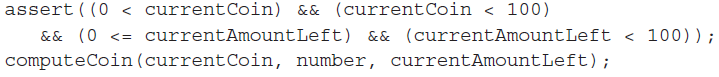 assert((0 < currentCoin) && (currentCoin < 100)
   && (0 <= currentAmountLeft) && (currentAmountLeft < 100));
computeCoin(currentCoin, number, currentAmountLeft);